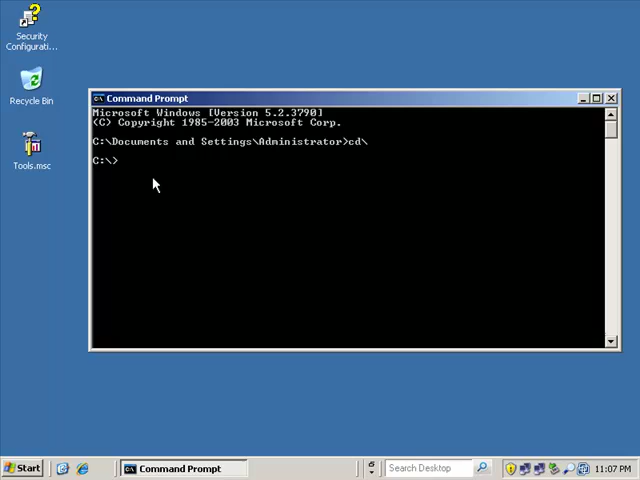 Security
Configurati...
Recycle Bin
Tools.msc
Command Prompt
Microsoft Windows [Version 5.2.3790]
(C) Copyright 1985-2003 Microsoft Corp.
C:\Documents and Settings\Administrator>cd\
C:\>
Start
Command Prompt
Search Desktop
11:07 PM